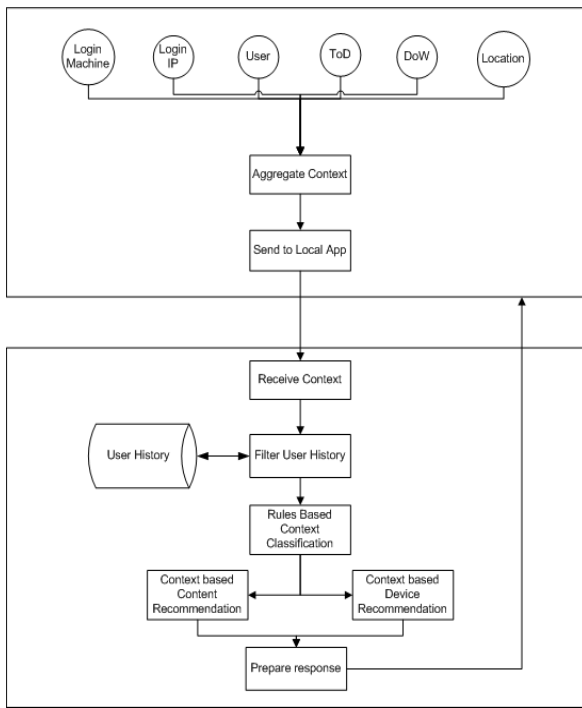 Login
Machine
Login
IP
User
ToD
DoW
Location
Aggregate Context
Send to Local App
Receive Context
User History
Filter User History
Rules Based
Context
Classification
Context based
Content
Recommendation
Context based
Device
Recommendation
Prepare response